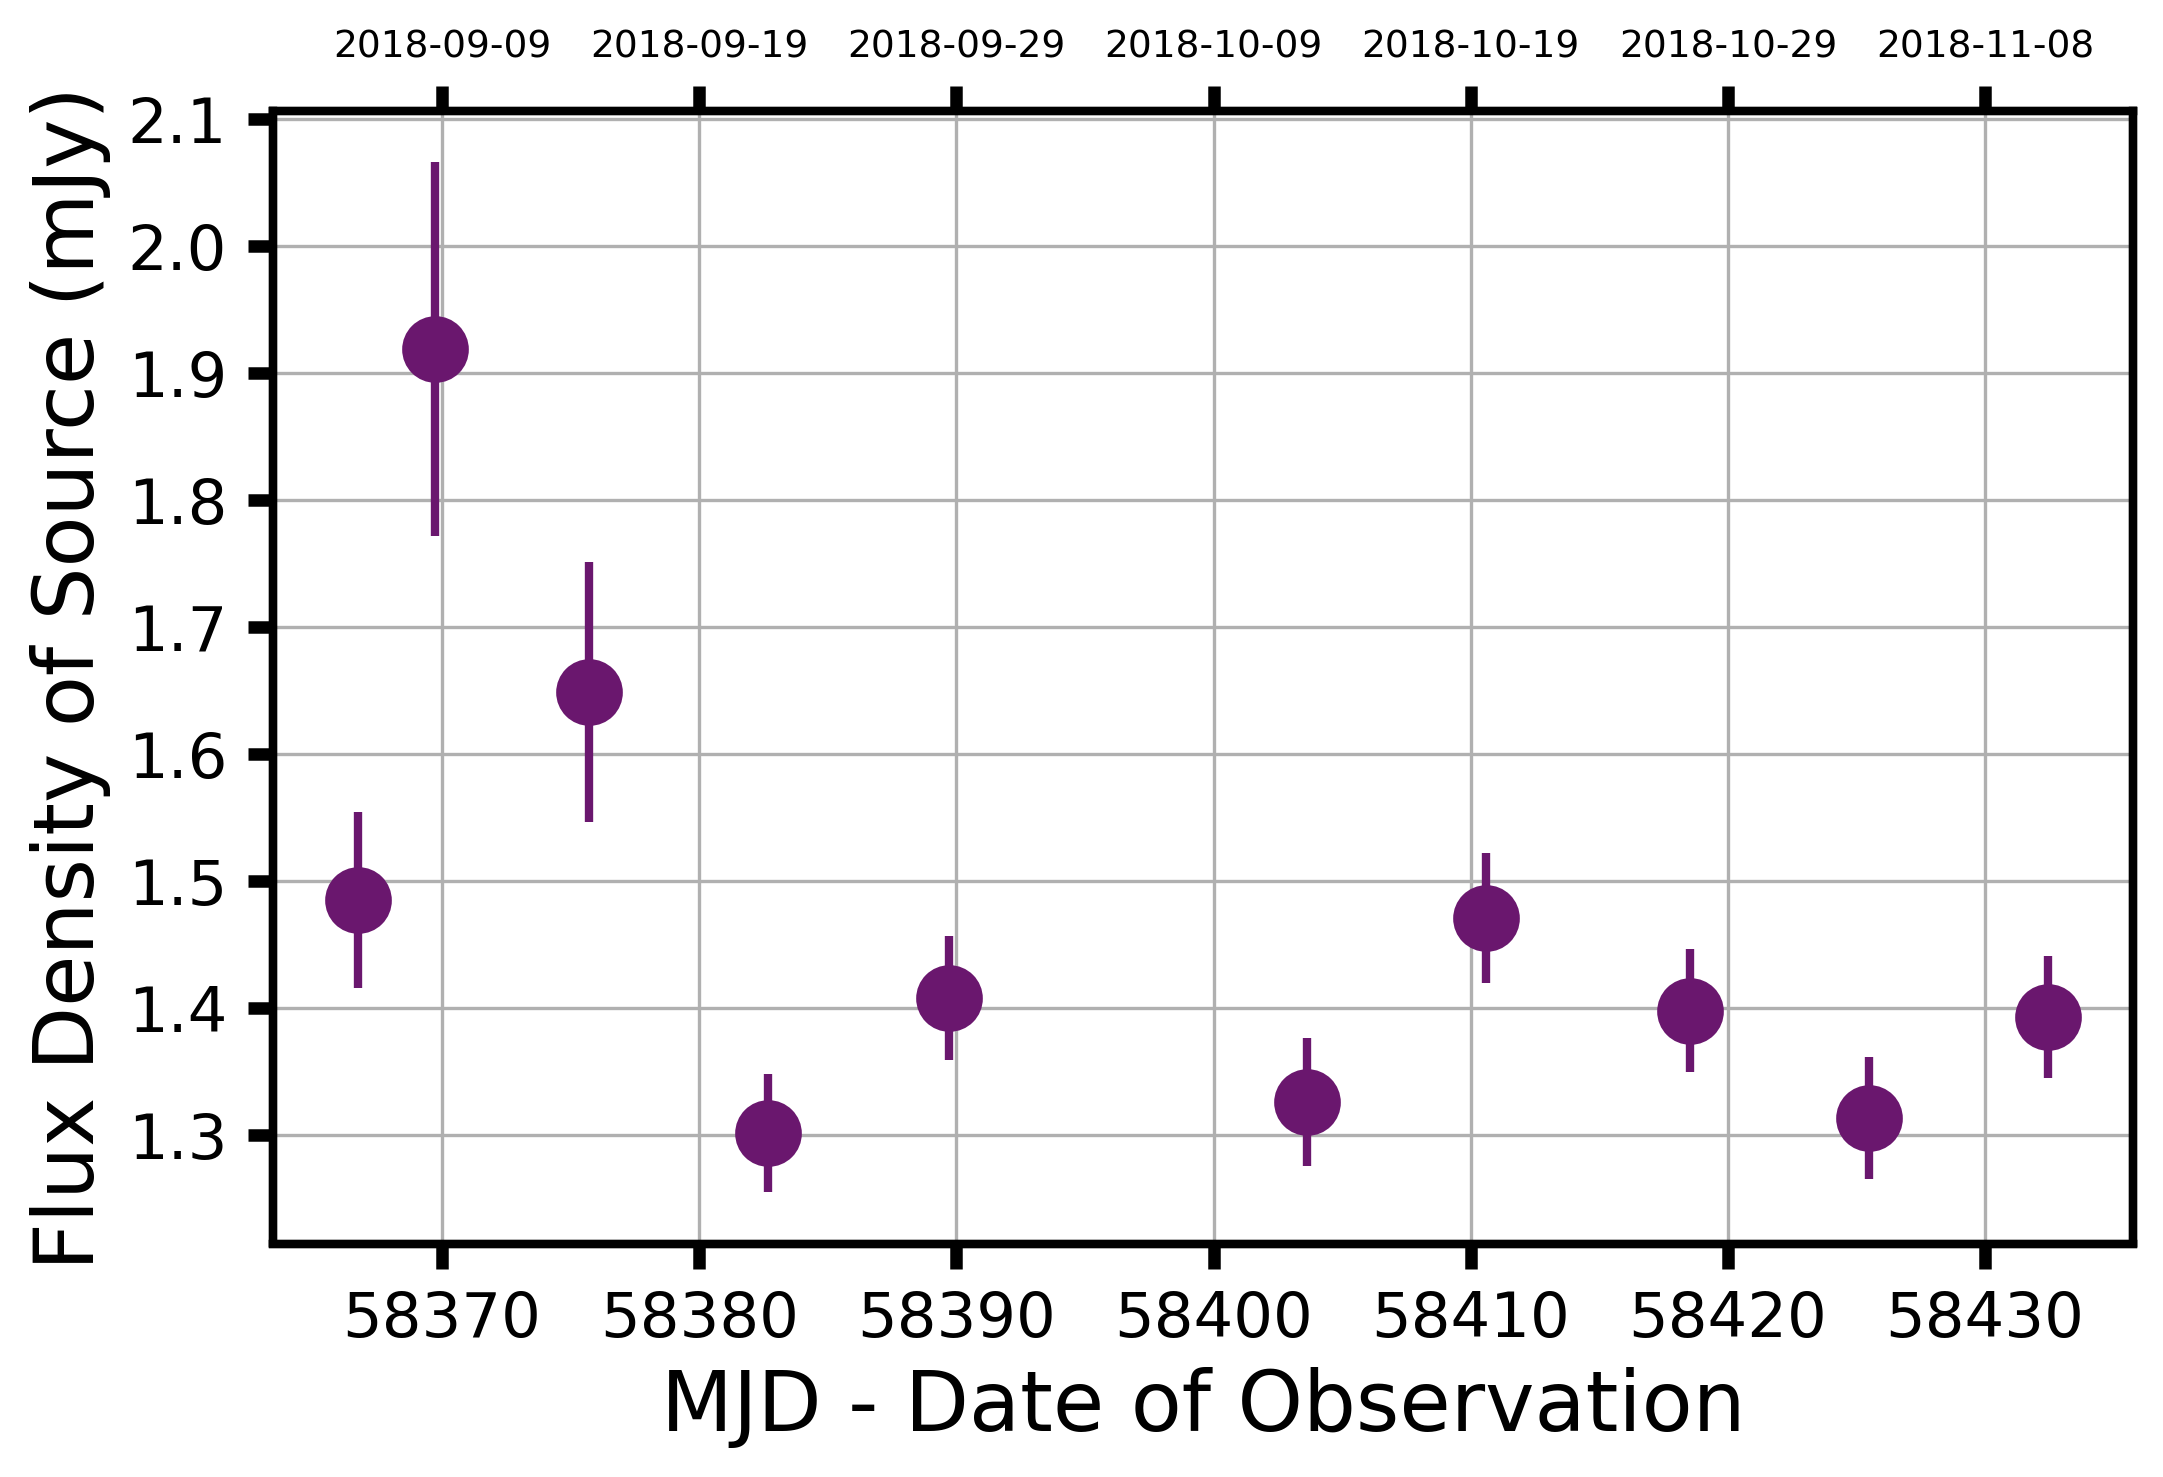 2018-09-09 2018-09-19 2018-09-29 2018-10-09 2018-10-19 2018-10-29 2018-11-08
Flux Density of Source (mJy)
2.1
2.0
1.9
1.8
1.7
1.6
1.5
1.4
1.3
58370 58380 58390 58400 58410 58420 58430
MJD - Date of Observation